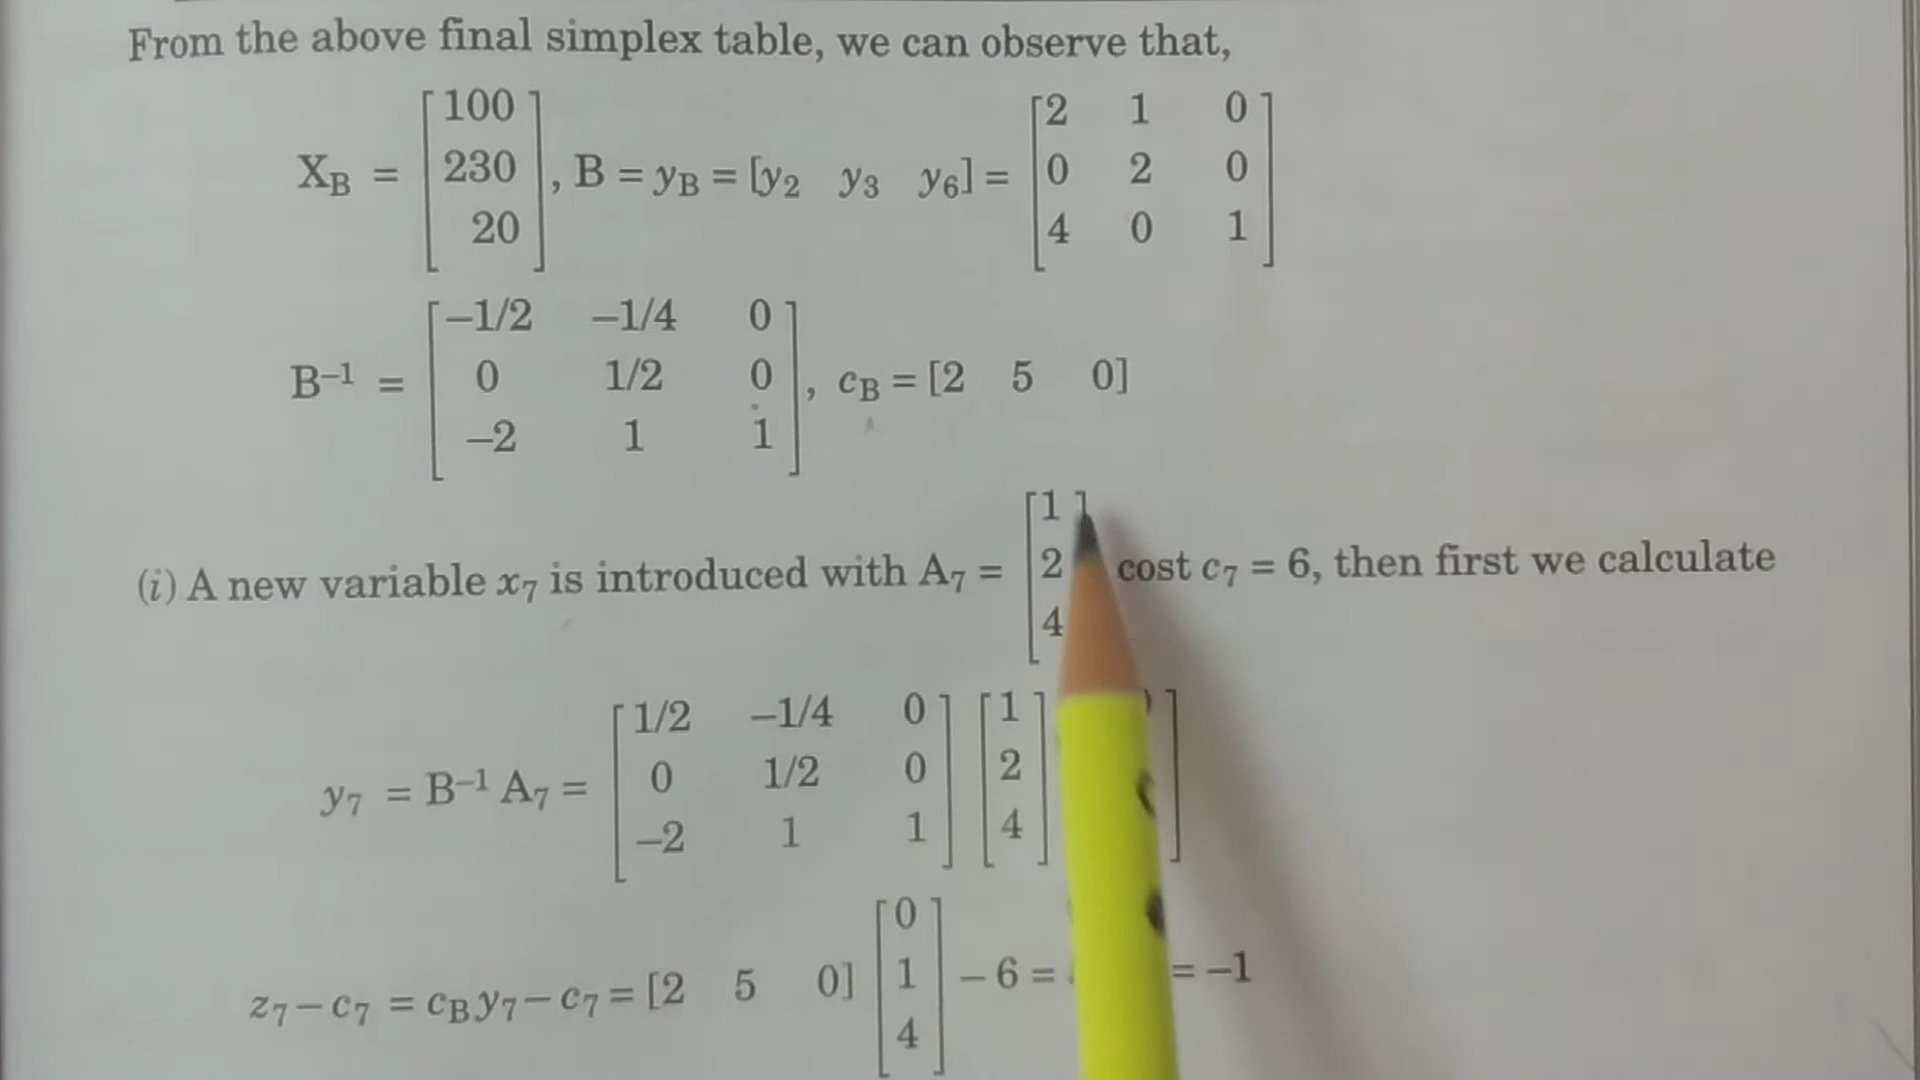 From the above final simplex table, we can observe that,
X_B = [100 230 20], B = y_B = [y_2 y_3 y_6] = [2 1 0; 0 2 0; 4 0 1]
B^–1 = [–1/2 –1/4 0; 0 1/2 0; –2 1 1], c_B = [2 5 0]
(i) A new variable x_7 is introduced with A_7 = [1 2 4] cost c_7 = 6, then first we calculate
y_7 = B^–1 A_7 = [1/2 –1/4 0; 0 1/2 0; –2 1 1] [1 2 4]
z_7 – c_7 = c_B y_7 – c_7 = [2 5 0] [0 1 4] – 6 = = –1